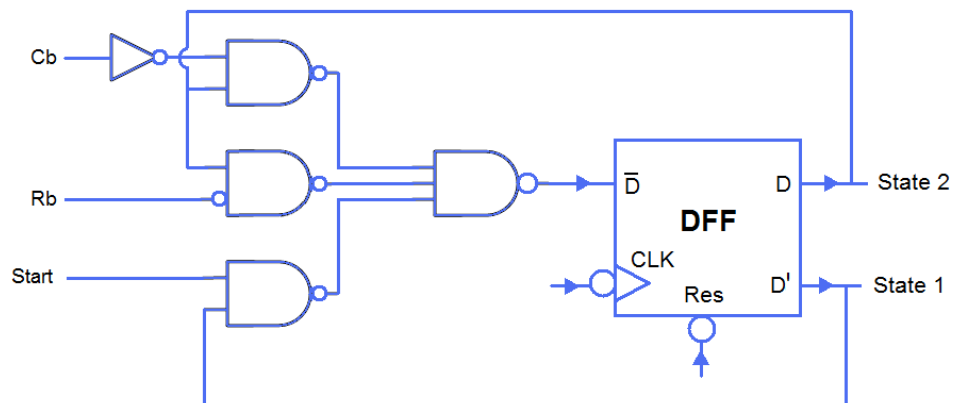 Cb
Rb
Start
D̅
D
State 2
DFF
CLK
D'
State 1
Res